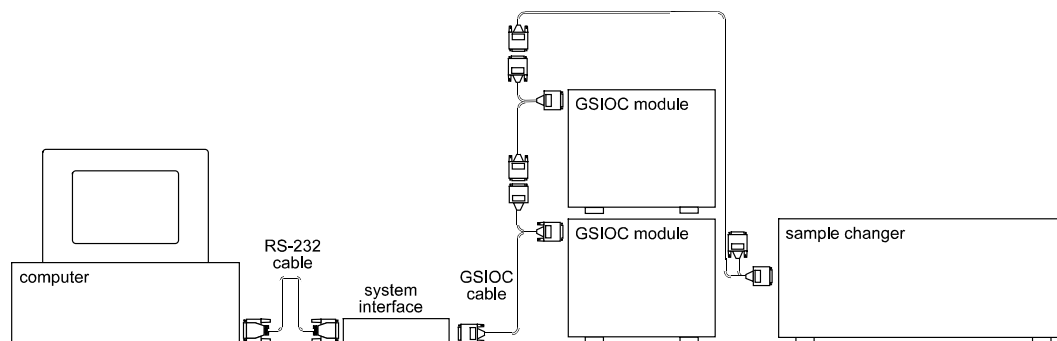 GSIOC module
GSIOC module
sample changer
RS-232
cable
GSIOC
cable
computer
system
interface